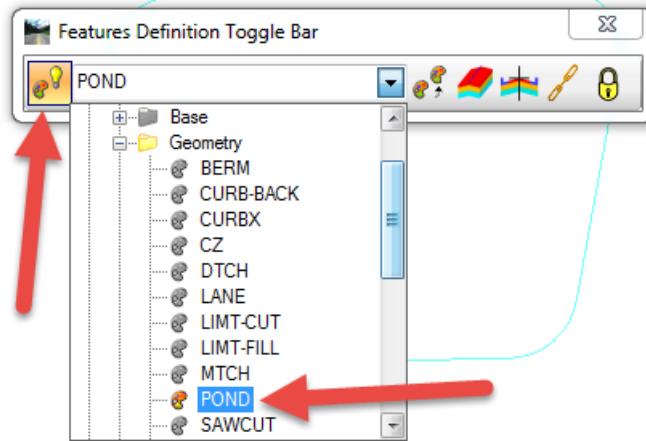 Features Definition Toggle Bar
POND
Base
Geometry
BERM
CURB-BACK
CURBX
CZ
DTCH
LANE
LIMT-CUT
LIMT-FILL
MTCH
POND
SAWCUT